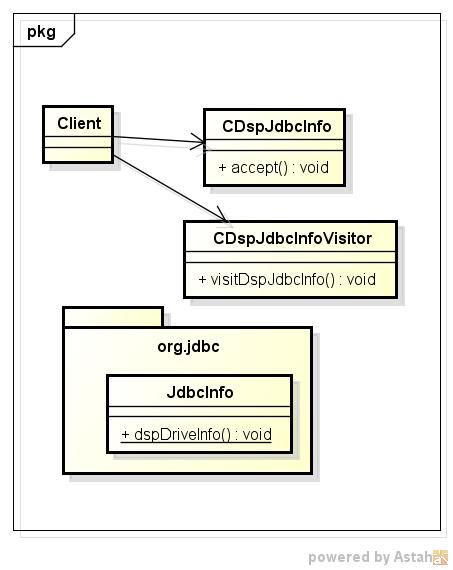 pkg
Client
CDspJdbcInfo
+ accept() : void
CDspJdbcInfoVisitor
+ visitDspJdbcInfo() : void
org.jdbc
JdbcInfo
+ dspDriveInfo() : void
powered by Astah